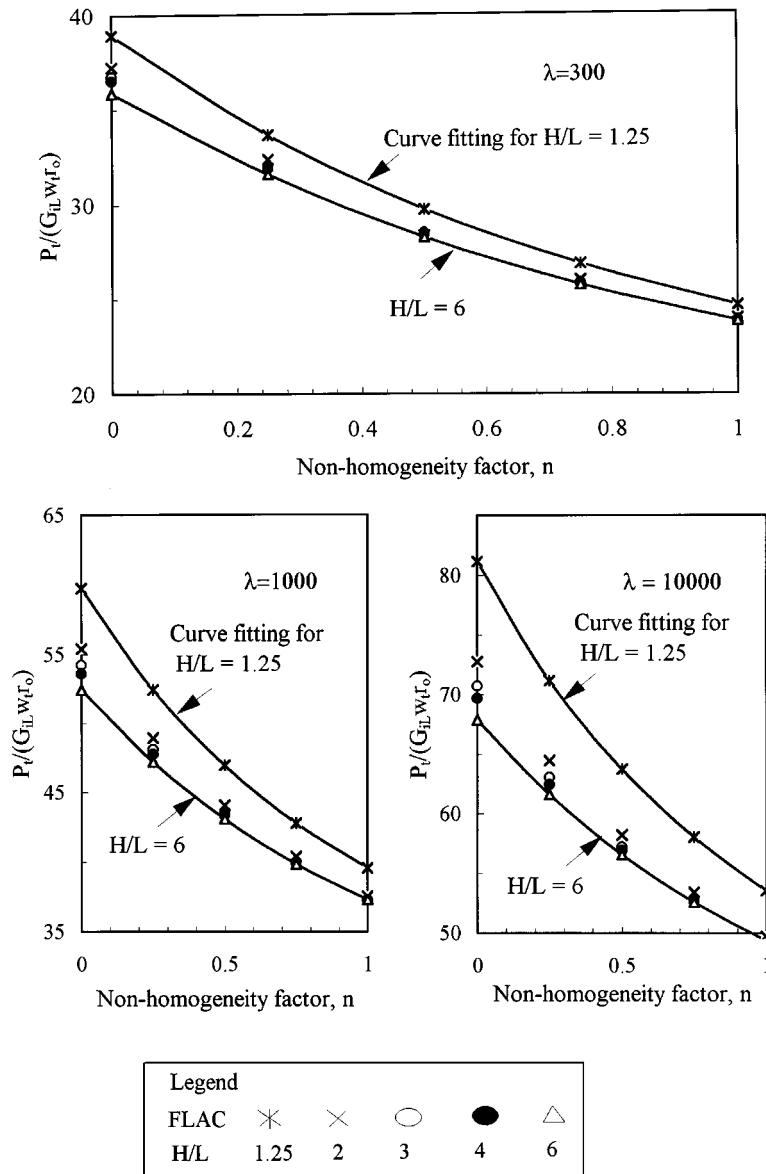 40
30
20
P_t/(G_iL w_t r_o)
λ=300
Curve fitting for H/L = 1.25
H/L = 6
0 0.2 0.4 0.6 0.8 1
Non-homogeneity factor, n
65
55
45
35
P_t/(G_iL w_t r_o)
λ=1000
Curve fitting for
H/L = 1.25
H/L = 6
0 0.5 1
Non-homogeneity factor, n
80
70
60
50
P_t/(G_iL w_t r_o)
λ = 10000
Curve fitting for
H/L = 1.25
H/L = 6
0 0.5 1
Non-homogeneity factor, n
Legend
FLAC
H/L 1.25 2 3 4 6